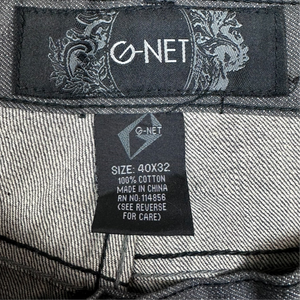 G-NET
G-NET
SIZE: 40X32
100% COTTON
MADE IN CHINA
RN NO: 114856
(SEE REVERSE
FOR CARE)